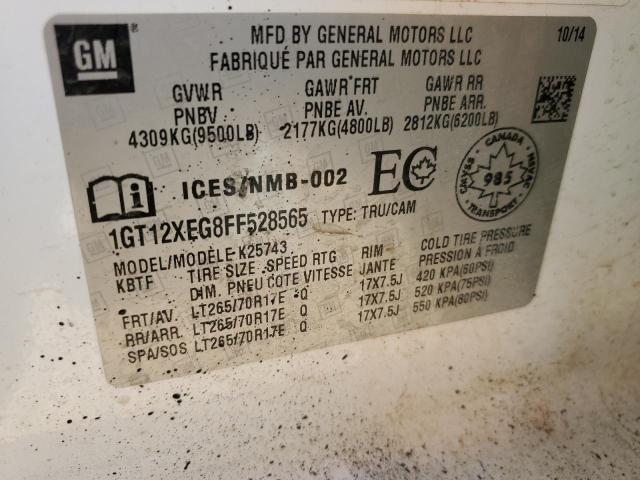 GM
MFD BY GENERAL MOTORS LLC 10/14
FABRIQUÉ PAR GENERAL MOTORS LLC
GVWR GAWR FRT GAWR RR
PNBV PNBE AV. PNBE ARR.
4309KG(9500LB) 2177KG(4800LB) 2812KG(6200LB)
ICES/NMB-002 EC
CANADA
CMVSS NSVAC
985
TRANSPORT
1GT12XEG8FF528565 TYPE: TRU/CAM
MODEL/MODÈLE K25743
KBTF TIRE SIZE SPEED RTG RIM COLD TIRE PRESSURE
DIM. PNEU COTE VITESSE JANTE PRESSION À FROID
FRT/AV. LT265/70R17E Q 17X7.5J 420 KPA(60PSI)
RR/ARR. LT265/70R17E Q 17X7.5J 520 KPA(75PSI)
SPA/SOS LT265/70R17E Q 17X7.5J 550 KPA(80PSI)